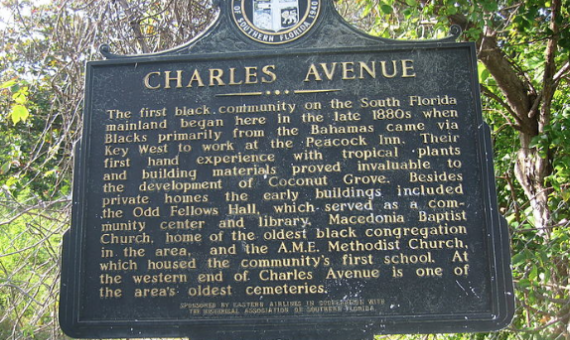 OF SOUTHERN FLORIDA 1940
CHARLES AVENUE
The first black community on the South Florida
mainland began here in the late 1880s when
Blacks primarily from the Bahamas came via
Key West to work at the Peacock Inn. Their
first hand experience with tropical plants
and building materials proved invaluable to
the development of Coconut Grove. Besides
private homes the early buildings included
the Odd Fellows Hall, which served as a com-
munity center and library, Macedonia Baptist
Church, home of the oldest black congregation
in the area, and the A.M.E. Methodist Church,
which housed the community's first school. At
the western end of Charles Avenue is one of
the area's oldest cemeteries.
SPONSORED BY EASTERN AIRLINES IN COOPERATION WITH
THE HISTORICAL ASSOCIATION OF SOUTHERN FLORIDA